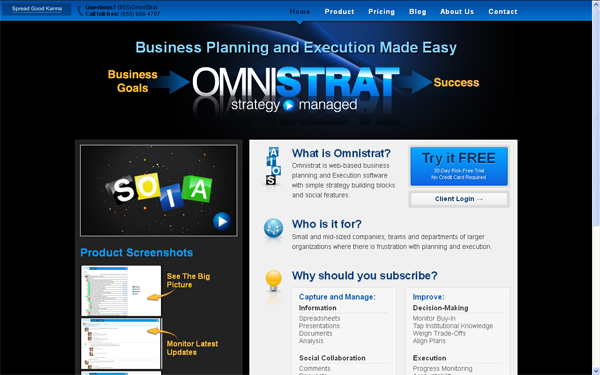 Spread Good Karma
Questions? (855)OmniStrat
Call toll-free: (855) 666-4787
Home Product Pricing Blog About Us Contact
Business Planning and Execution Made Easy
Business Goals
OMNISTRAT
strategy managed
Success
SOIA
Product Screenshots
See The Big
Picture
Monitor Latest
Updates
ATOS
What is Omnistrat?
Omnistrat is web-based business
planning and Execution software
with simple strategy building blocks
and social features.
Try it FREE
30-Day Risk-Free Trial
No Credit Card Required
Client Login →
Who is it for?
Small and mid-sized companies; teams and departments of larger
organizations where there is frustration with planning and execution.
Why should you subscribe?
Capture and Manage:
Information
Spreadsheets
Presentations
Documents
Analysis
Social Collaboration
Comments
Improve:
Decision-Making
Monitor Buy-In
Tap Institutional Knowledge
Weigh Trade-Offs
Align Plans
Execution
Progress Monitoring